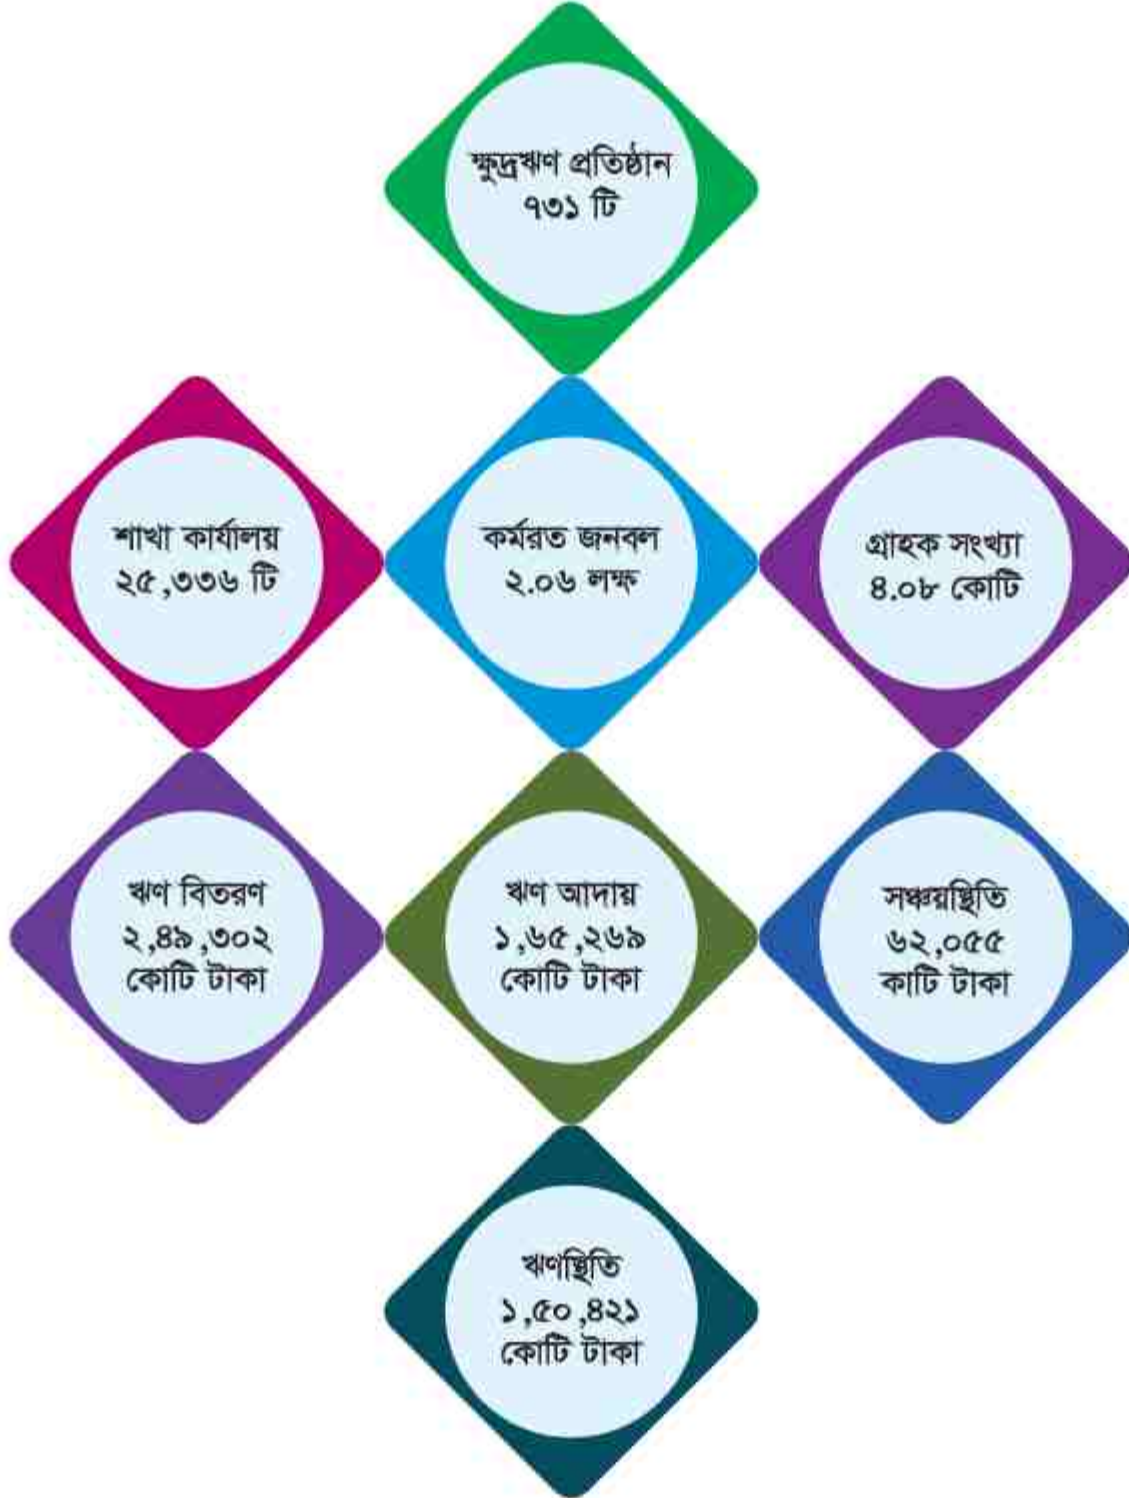 ক্ষুদ্রঋণ প্রতিষ্ঠান
৭৩১ টি
শাখা কার্যালয়
২৫,৩৩৬ টি
কর্মরত জনবল
২.০৬ লক্ষ
গ্রাহক সংখ্যা
৪.০৮ কোটি
ঋণ বিতরণ
২,৪৯,৩০২
কোটি টাকা
ঋণ আদায়
১,৬৫,২৬৯
কোটি টাকা
সঞ্চয়স্থিতি
৬২,০৫৫
কাটি টাকা
ঋণস্থিতি
১,৫০,৪২১
কোটি টাকা